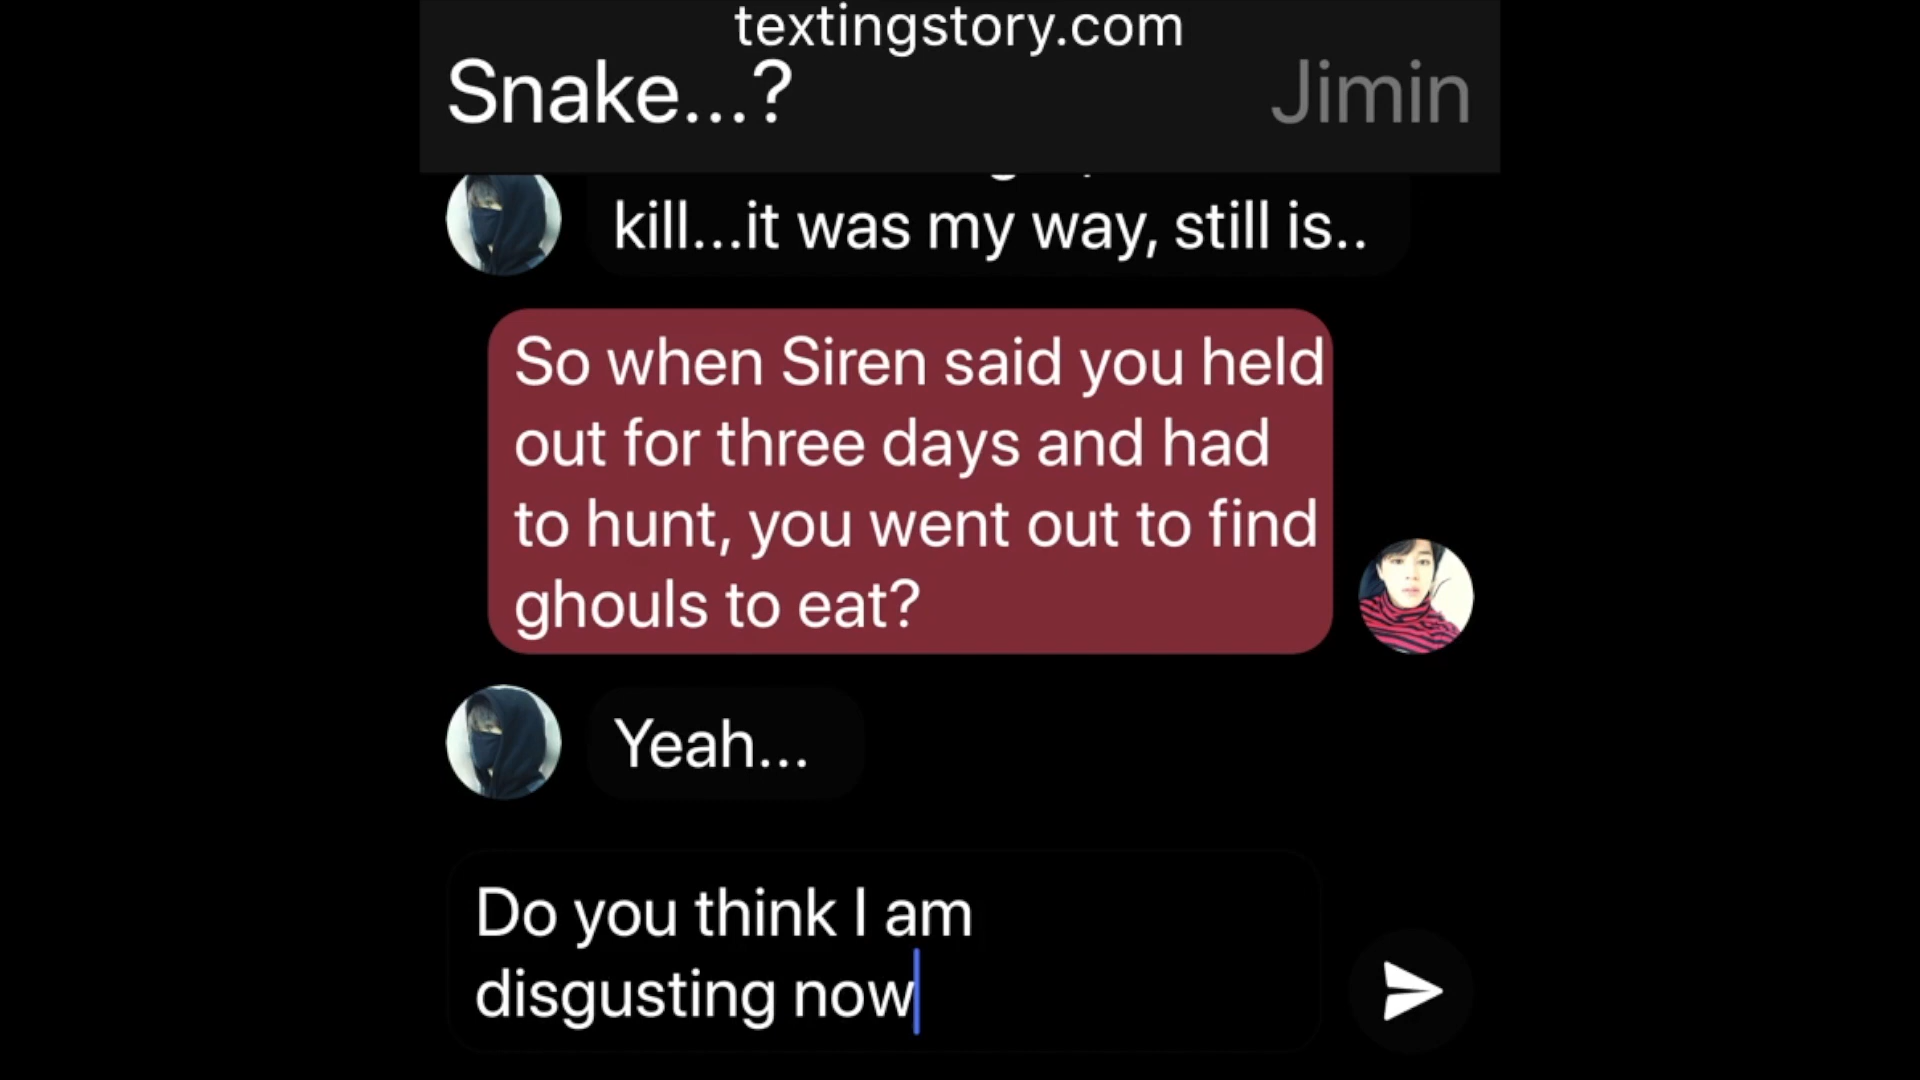 textingstory.com
Snake...?
Jimin
kill...it was my way, still is..
So when Siren said you held
out for three days and had
to hunt, you went out to find
ghouls to eat?
Yeah...
Do you think I am
disgusting now